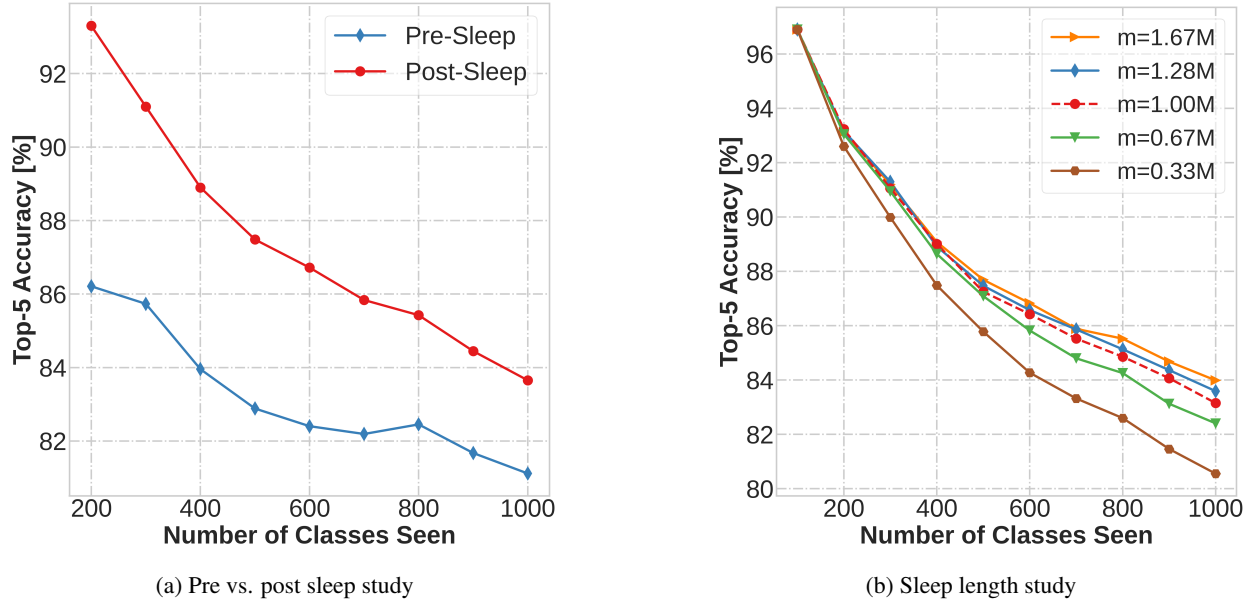 Top-5 Accuracy [%]
92
90
88
86
84
82
200 400 600 800 1000
Number of Classes Seen
Pre-Sleep
Post-Sleep
(a) Pre vs. post sleep study
Top-5 Accuracy [%]
96
94
92
90
88
86
84
82
80
200 400 600 800 1000
Number of Classes Seen
m=1.67M
m=1.28M
m=1.00M
m=0.67M
m=0.33M
(b) Sleep length study